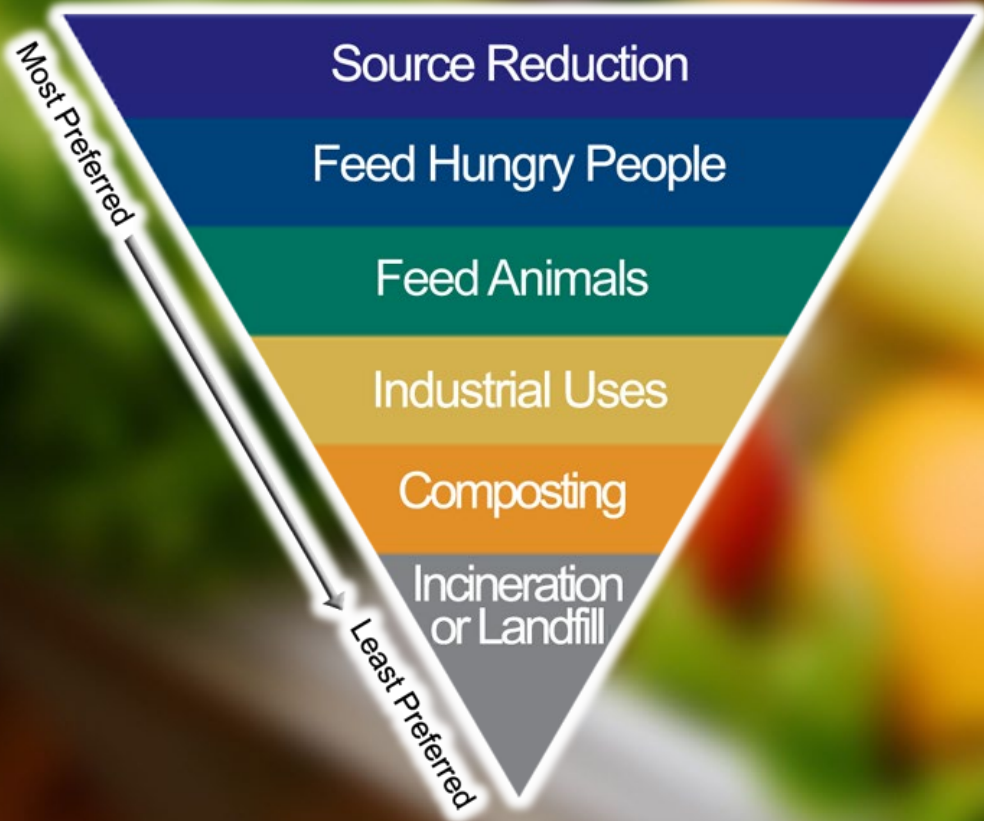 Most Preferred
Source Reduction
Feed Hungry People
Feed Animals
Industrial Uses
Composting
Incineration
or Landfill
Least Preferred